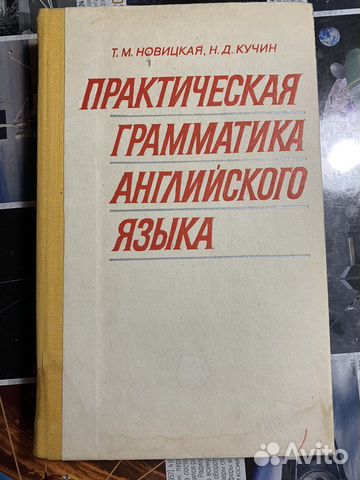 Т. М. НОВИЦКАЯ, Н. Д. КУЧИН
ПРАКТИЧЕСКАЯ
ГРАММАТИКА
АНГЛИЙСКОГО
ЯЗЫКА
Avito